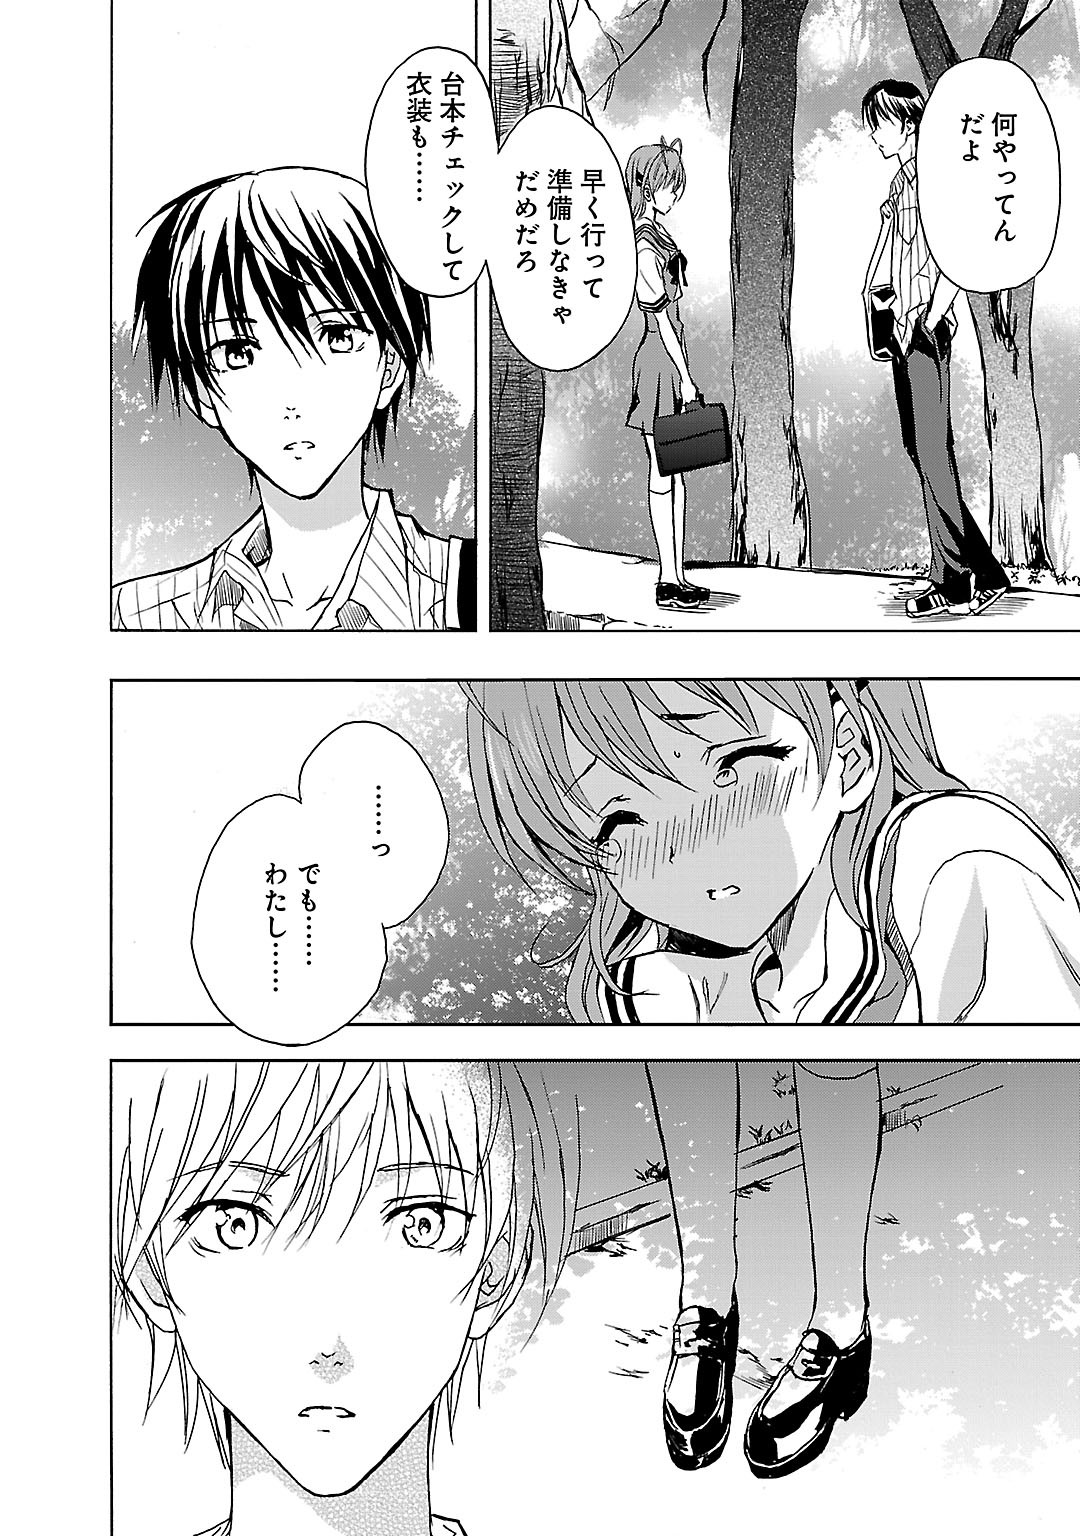 何やってん
だよ
早く行って
準備しなきゃ
だめだろ
台本チェックして
衣装も……
……っ
でも……
わたし……